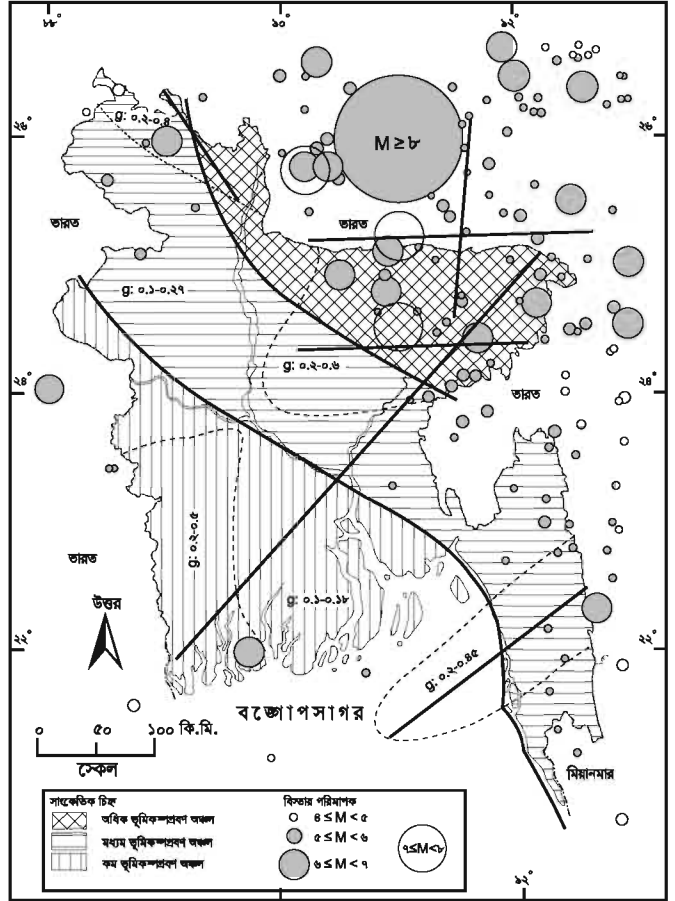 ৮৮° ৯০° ৯২°
২৬° ২৬°
g: ০.২-০.৪
M ≥ ৮
ভারত ভারত
g: ০.১-০.২৭
g: ০.২-০.৬
২৪° ২৪°
ভারত
g: ০.২-০.৫
ভারত
g: ০.১-০.১৮
উত্তর
২২° ২২°
g: ০.২-০.৪৫
বঙ্গোপসাগর
০ ৫০ ১০০ কি.মি.
স্কেল
মিয়ানমার
সাংকেতিক চিহ্ন
অধিক ভূমিকম্পপ্রবণ অঞ্চল
মধ্যম ভূমিকম্পপ্রবণ অঞ্চল
কম ভূমিকম্পপ্রবণ অঞ্চল
বিস্তার পরিমাপক
৪ ≤ M < ৫
৫ ≤ M < ৬
৬ ≤ M < ৭
৭≤M<৮
৯২°